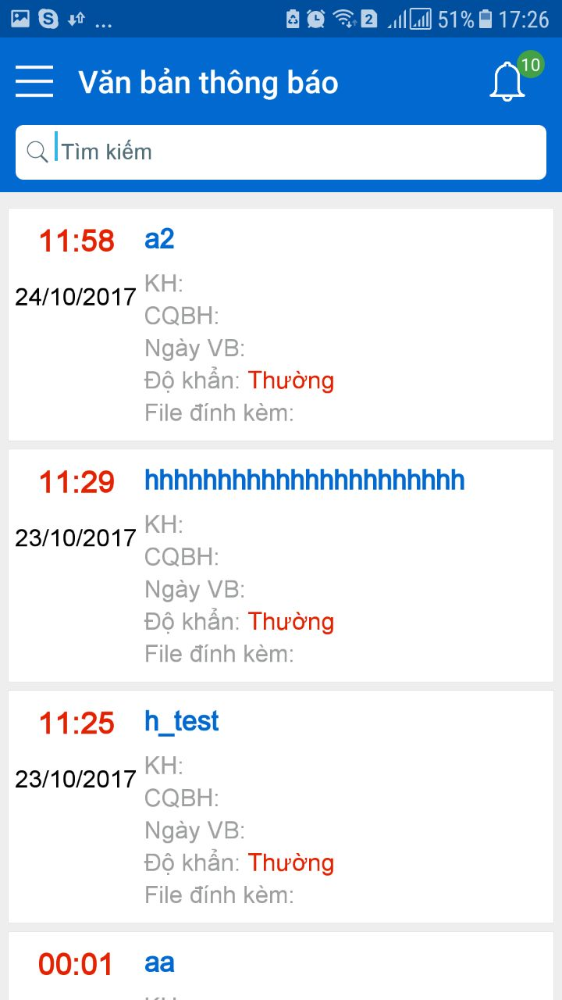 ... 2 51% 17:26
Văn bản thông báo 10
Tìm kiếm
11:58 a2
24/10/2017
KH:
CQBH:
Ngày VB:
Độ khẩn: Thường
File đính kèm:
11:29 hhhhhhhhhhhhhhhhhhhhhh
23/10/2017
KH:
CQBH:
Ngày VB:
Độ khẩn: Thường
File đính kèm:
11:25 h_test
23/10/2017
KH:
CQBH:
Ngày VB:
Độ khẩn: Thường
File đính kèm:
00:01 aa
KH: